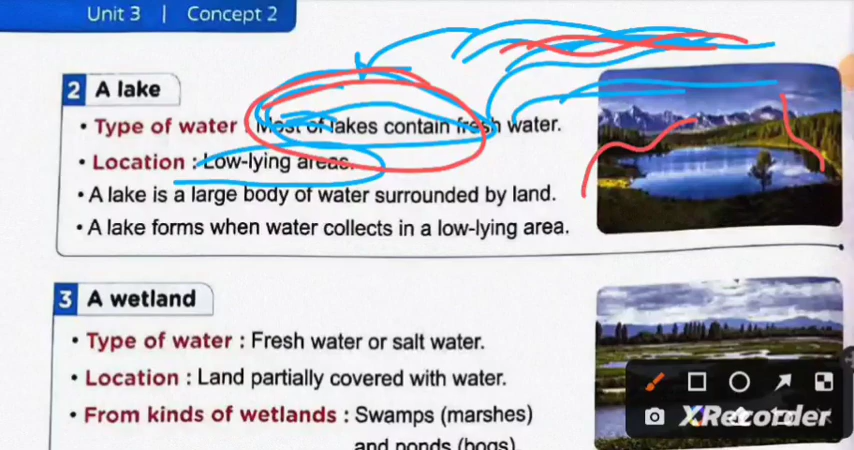 Unit 3 | Concept 2
2 A lake
• Type of water : Most of lakes contain fresh water.
• Location : Low-lying areas.
• A lake is a large body of water surrounded by land.
• A lake forms when water collects in a low-lying area.
3 A wetland
• Type of water : Fresh water or salt water.
• Location : Land partially covered with water.
• From kinds of wetlands : Swamps (marshes)
and ponds (bogs).
XRecorder